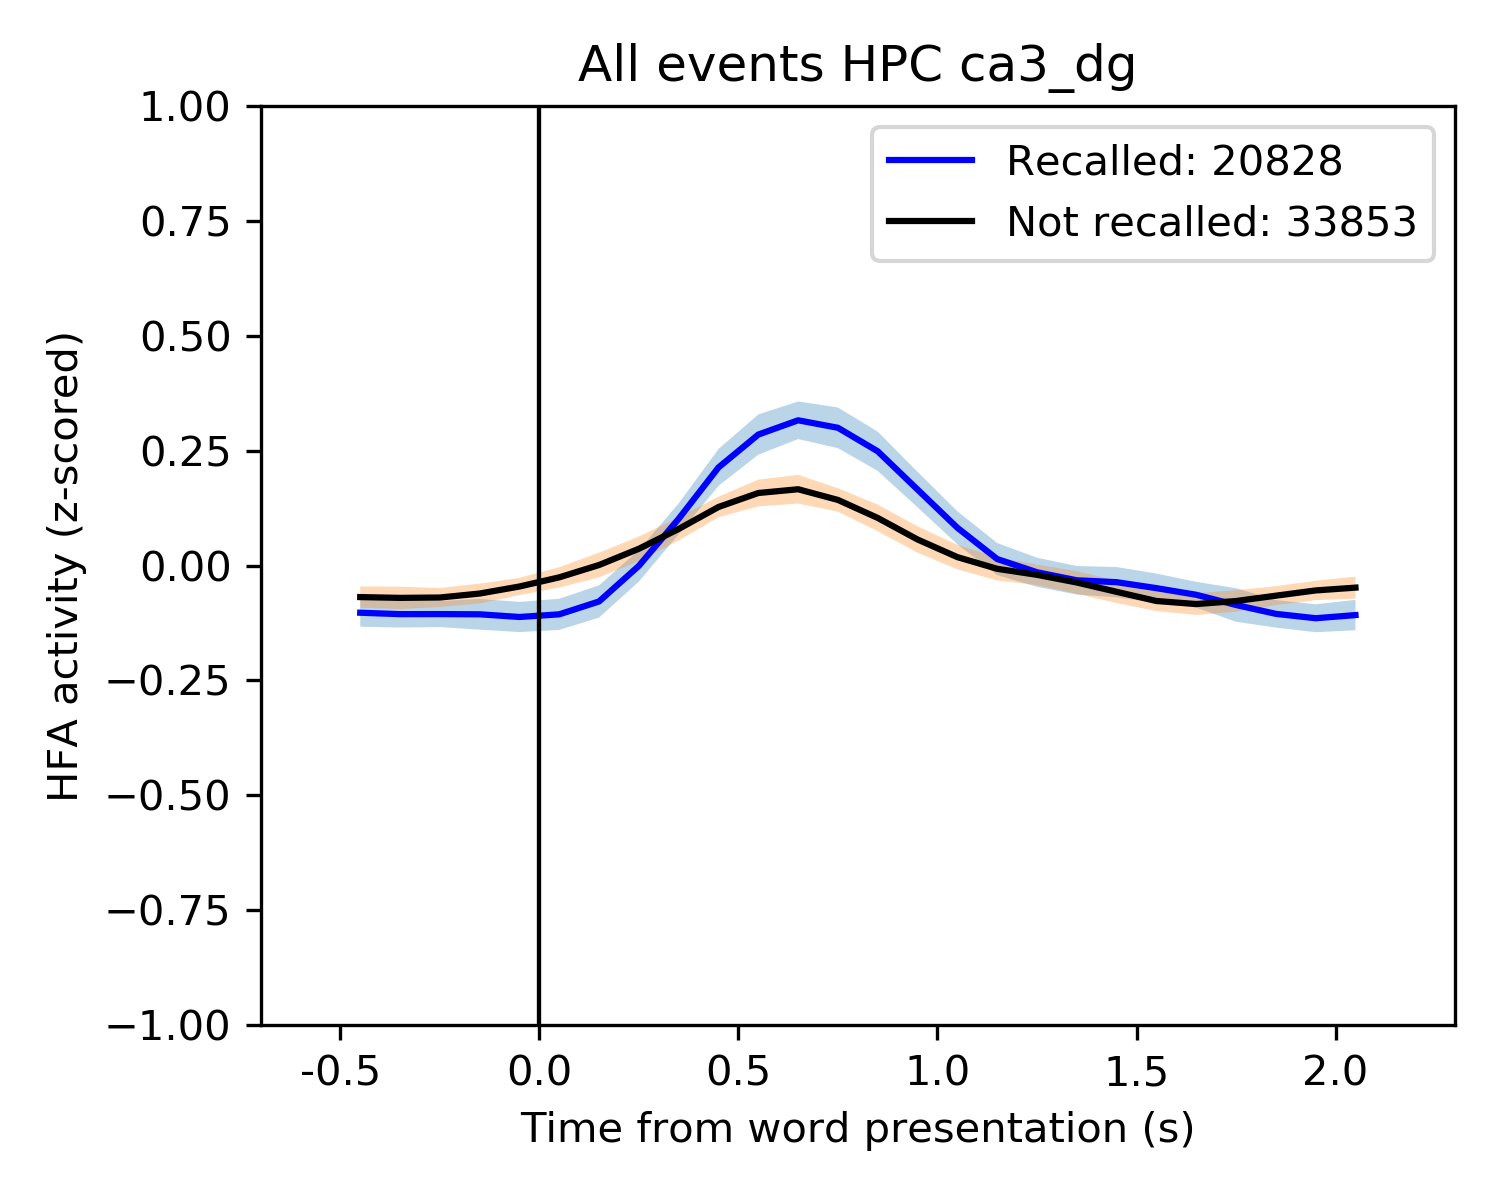 All events HPC ca3_dg
Recalled: 20828
Not recalled: 33853
HFA activity (z-scored)
1.00
0.75
0.50
0.25
0.00
−0.25
−0.50
−0.75
−1.00
-0.5 0.0 0.5 1.0 1.5 2.0
Time from word presentation (s)